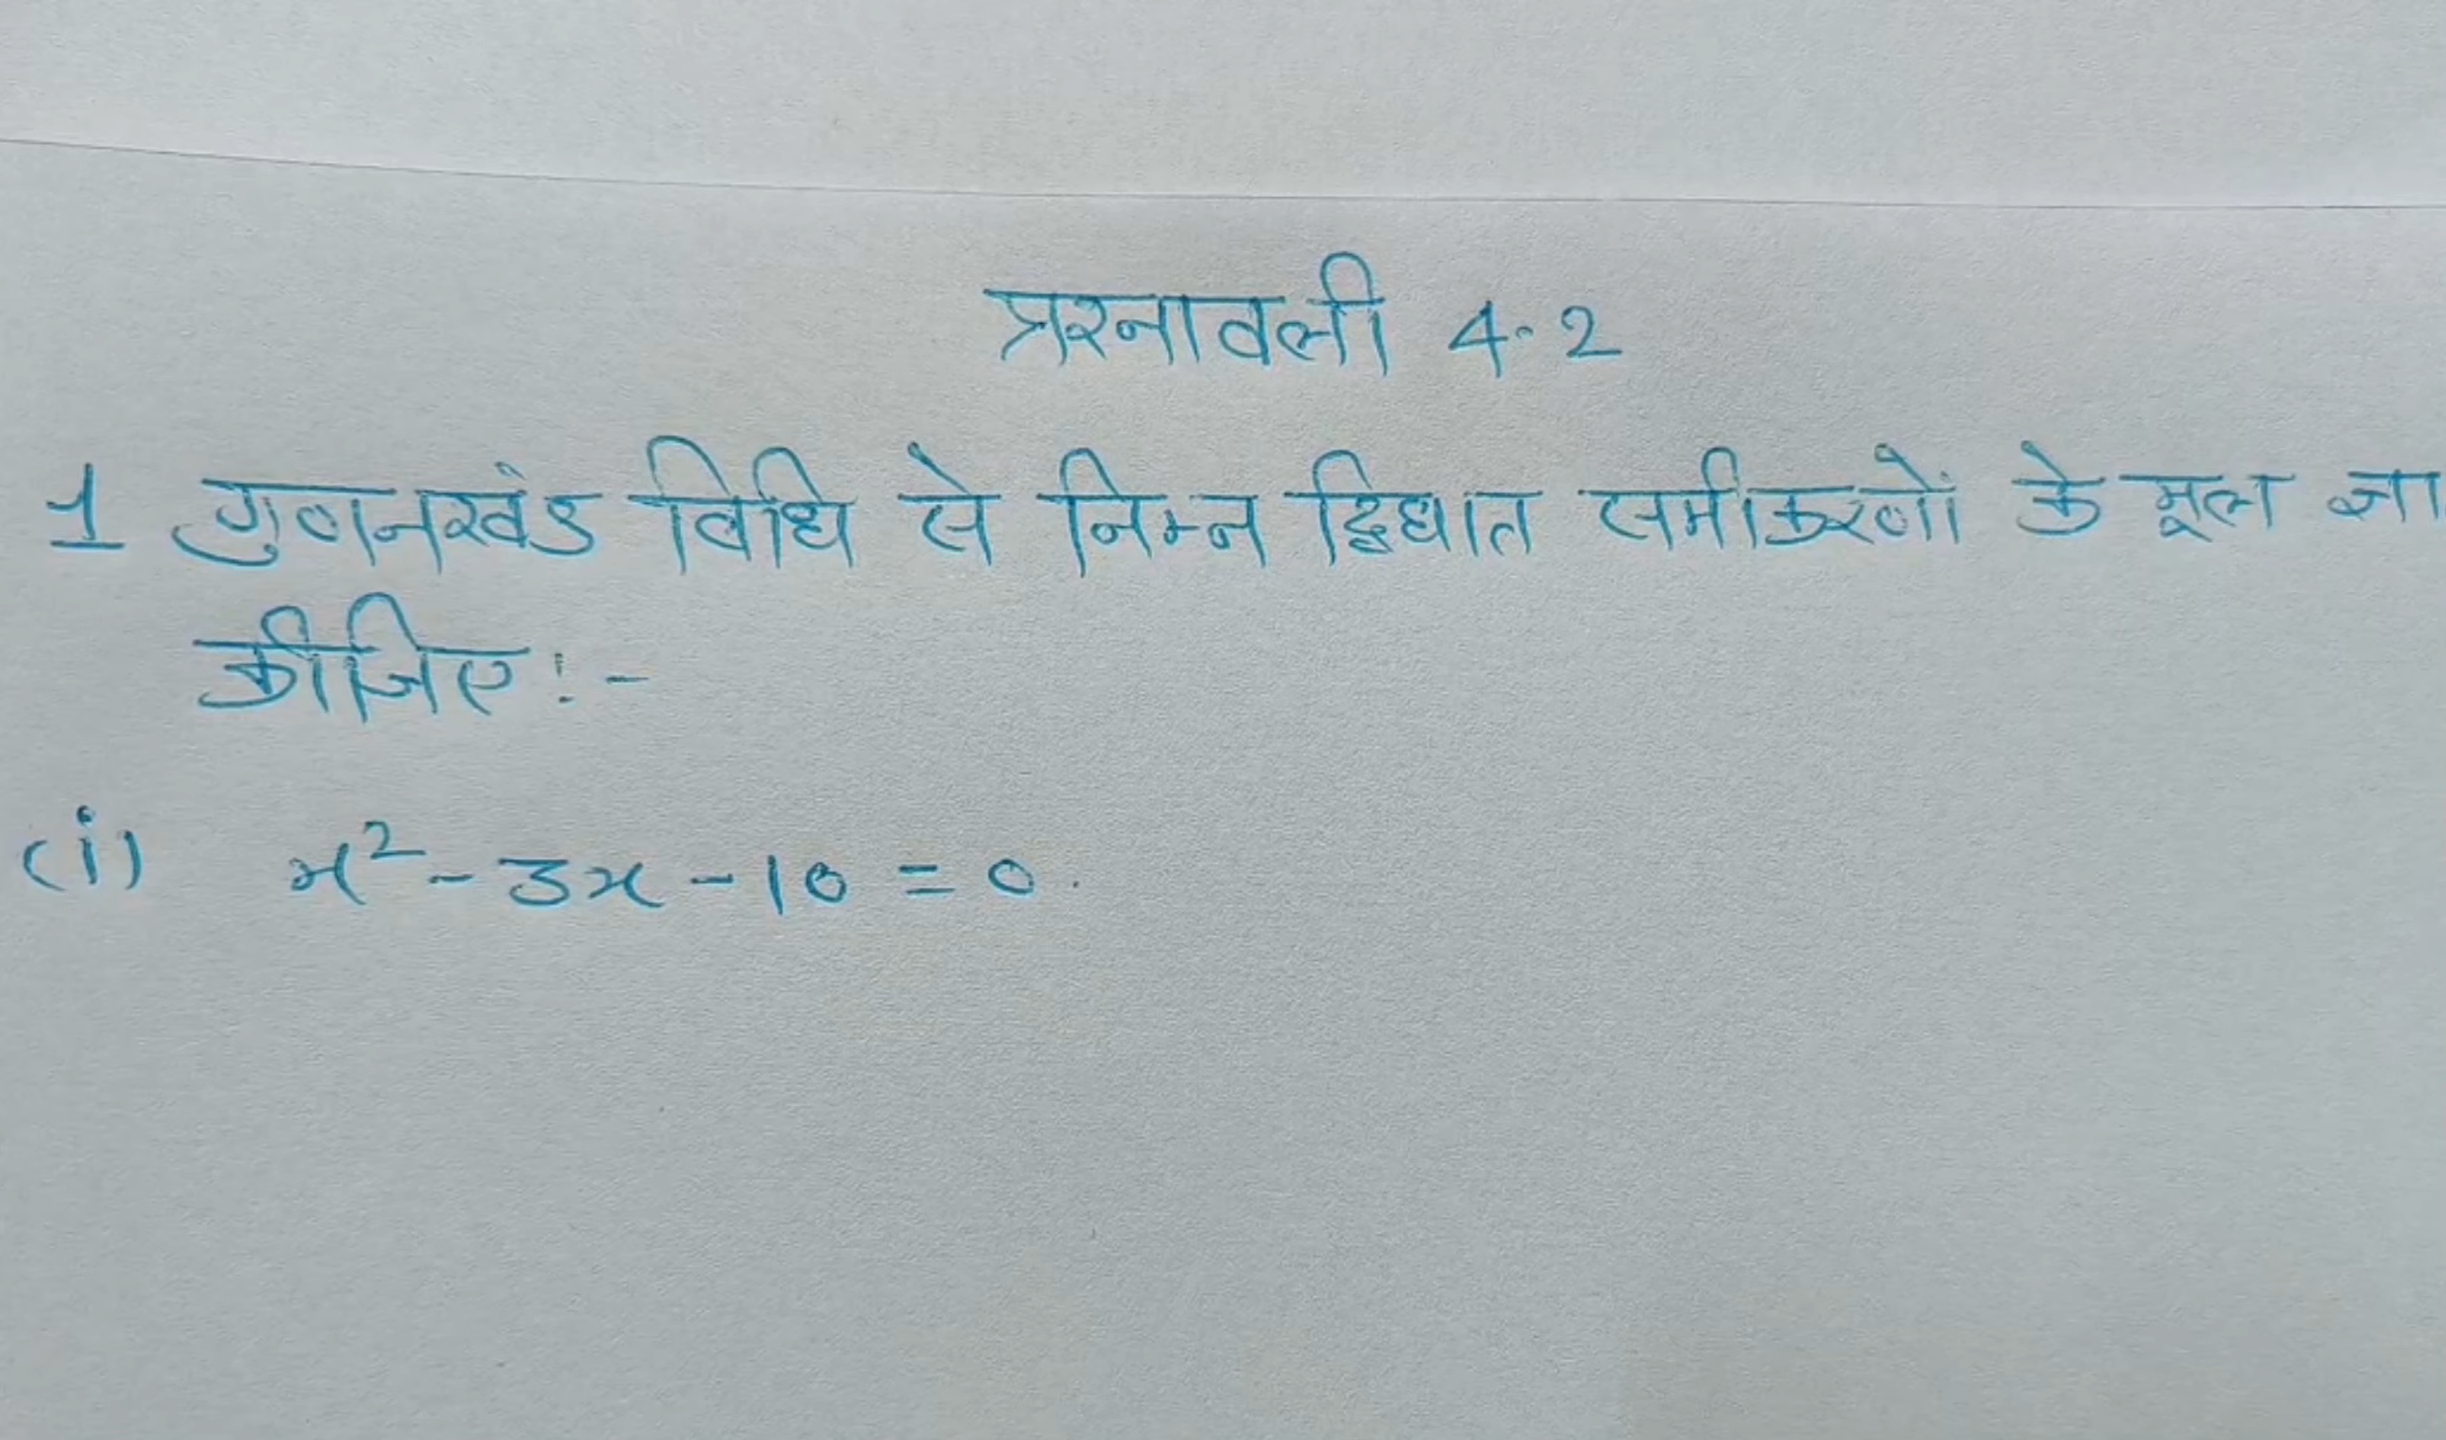 प्रश्नावली 4.2
1 गुणनखंड विधि से निम्न द्विघात समीकरणों के मूल ज्ञा
कीजिए:-
(i) x² - 3x - 10 = 0.